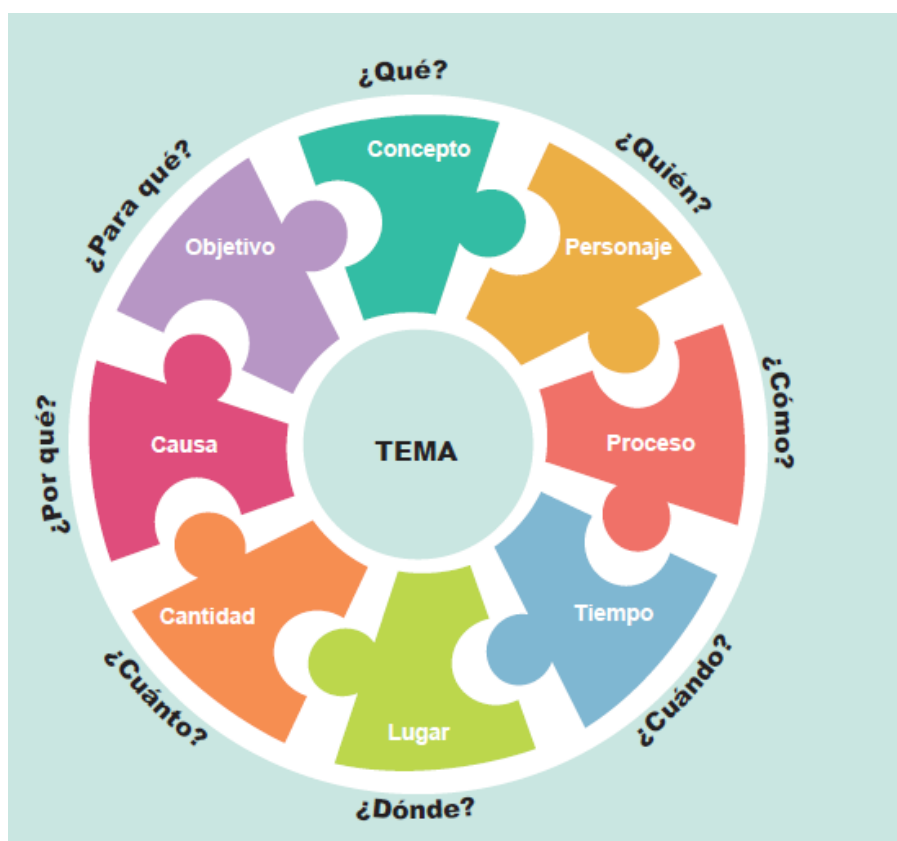 ¿Qué?
Concepto
¿Quién?
Personaje
¿Cómo?
Proceso
¿Cuándo?
Tiempo
¿Dónde?
Lugar
¿Cuánto?
Cantidad
¿Por qué?
Causa
¿Para qué?
Objetivo
TEMA